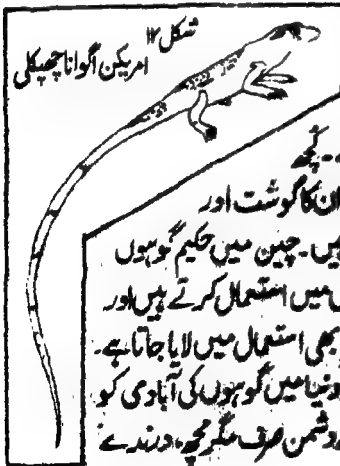 شکل ۱۲
امریکن اگوانا چھپکلی
۔ کچھ
ان کا گوشت اور
ہیں۔ چین میں حکیم گوہوں
میں استعمال کرتے ہیں اور
بھی استعمال میں لایا جاتا ہے۔
دنیا میں گوہوں کی آبادی کو
دشمن صرف مگرمچھ، درندے